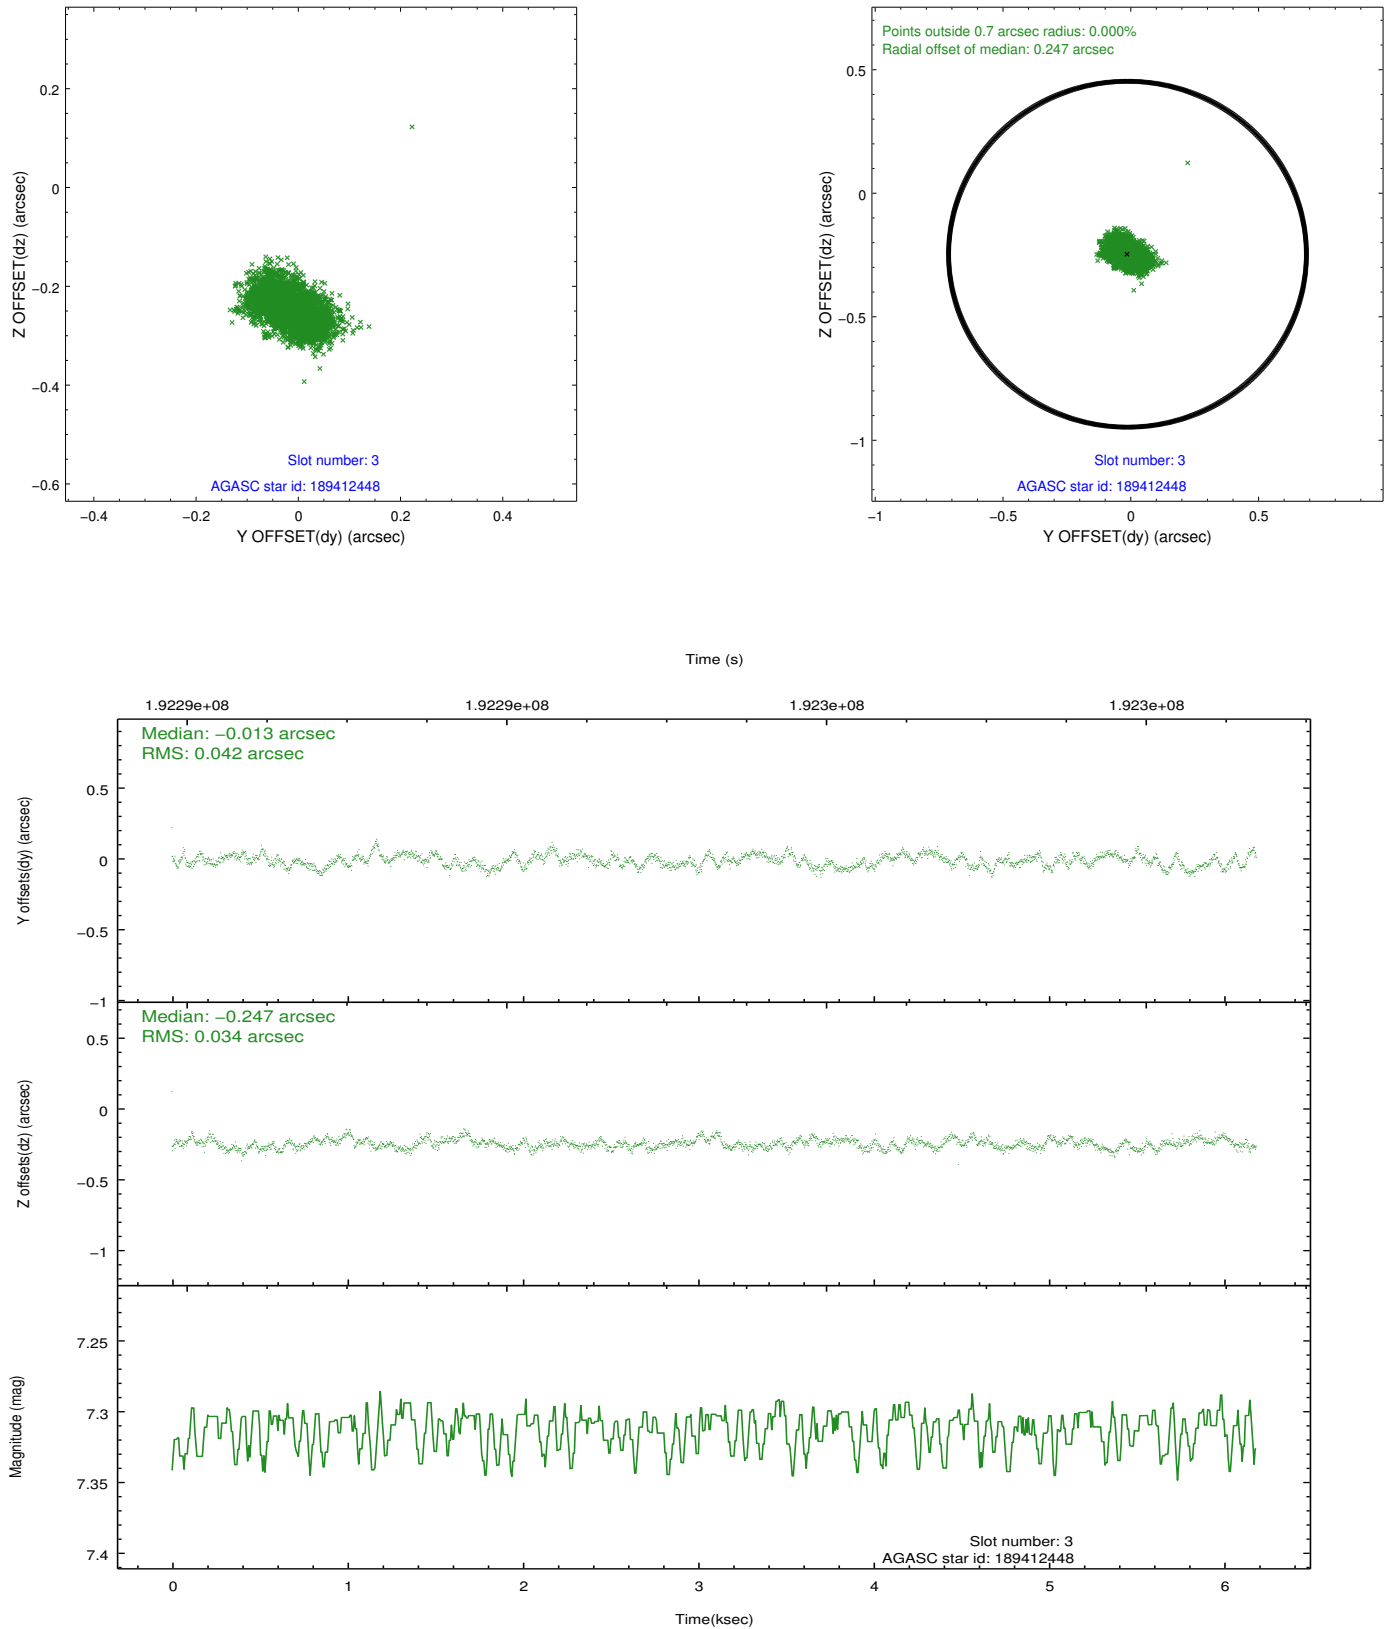 0.2
0
−0.2
−0.4
−0.6
Z OFFSET(dz) (arcsec)
Slot number: 3
AGASC star id: 189412448
−0.4
−0.2
0
0.2
0.4
Y OFFSET(dy) (arcsec)
Points outside 0.7 arcsec radius: 0.000%
Radial offset of median: 0.247 arcsec
0.5
0
−0.5
−1
Z OFFSET(dz) (arcsec)
Slot number: 3
AGASC star id: 189412448
−1
−0.5
0
0.5
Y OFFSET(dy) (arcsec)
Time (s)
1.9229e+08
1.9229e+08
1.923e+08
1.923e+08
Median: −0.013 arcsec
RMS: 0.042 arcsec
0.5
0
−0.5
−1
Y offsets(dy) (arcsec)
Median: −0.247 arcsec
RMS: 0.034 arcsec
0.5
0
−0.5
−1
Z offsets(dz) (arcsec)
7.25
7.3
7.35
7.4
Magnitude (mag)
Slot number: 3
AGASC star id: 189412448
0
1
2
3
4
5
6
Time(ksec)